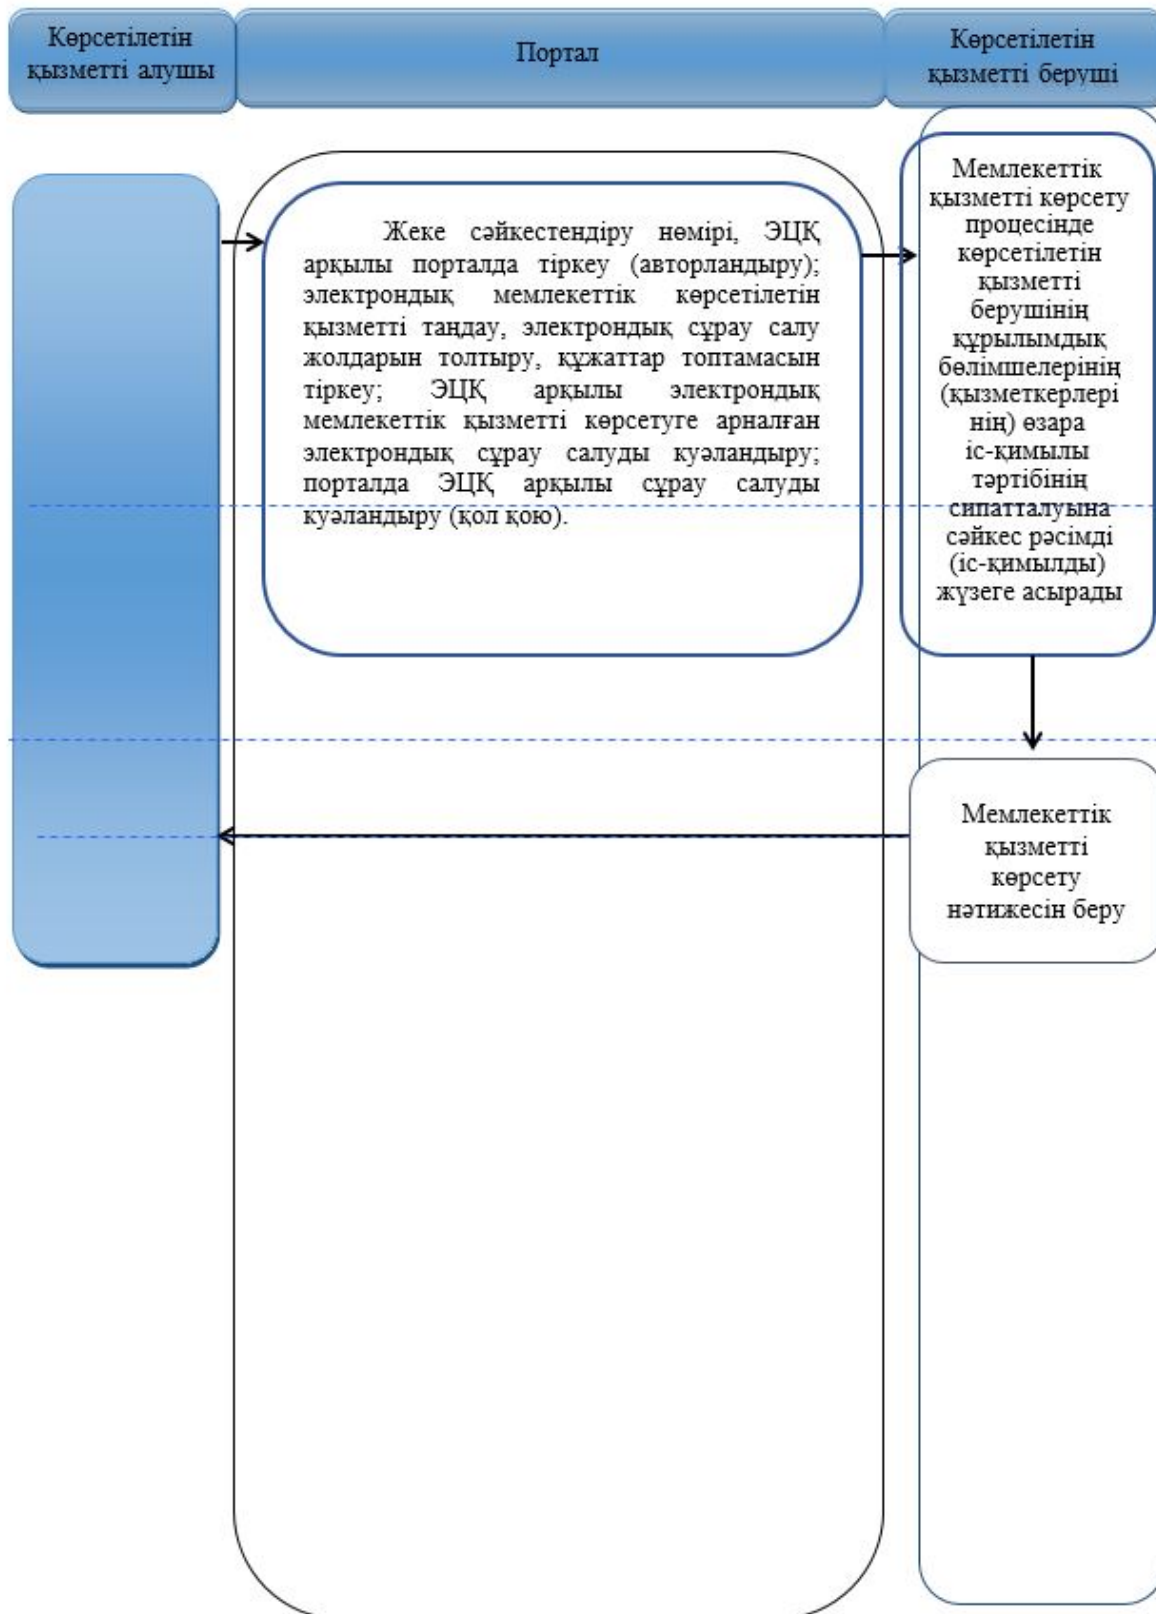 Көрсетілетін
қызметті алушы
Портал
Көрсетілетін
қызметті беруші
Жеке сәйкестендіру нөмірі, ЭЦҚ
арқылы порталда тіркеу (авторландыру);
электрондық мемлекеттік көрсетілетін
қызметті таңдау, электрондық сұрау салу
жолдарын толтыру, құжаттар топтамасын
тіркеу; ЭЦҚ арқылы электрондық
мемлекеттік қызметті көрсетуге арналған
электрондық сұрау салуды куәландыру;
порталда ЭЦҚ арқылы сұрау салуды
куәландыру (қол қою).
Мемлекеттік
қызметті көрсету
процесінде
көрсетілетін
қызметті
берушінің
құрылымдық
бөлімшелерінің
(қызметкерлері
нің) өзара
іс-қимылы
тәртібінің
сипатталуына
сәйкес рәсімді
(іс-қимылды)
жүзеге асырады
Мемлекеттік
қызметті
көрсету
нәтижесін беру